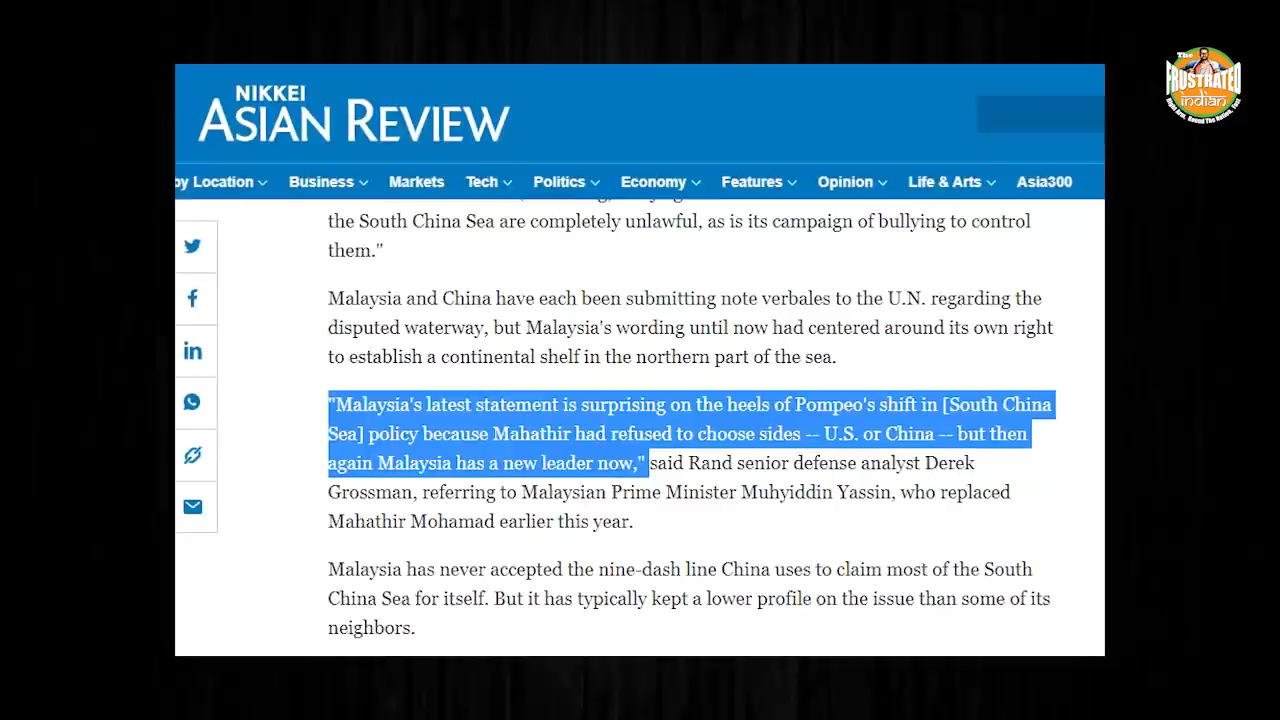 The
FRUSTRATED
indian
NIKKEI
ASIAN REVIEW
by Location
Business
Markets
Tech
Politics
Economy
Features
Opinion
Life & Arts
Asia300
the South China Sea are completely unlawful, as is its campaign of bullying to control
them."
Malaysia and China have each been submitting note verbales to the U.N. regarding the
disputed waterway, but Malaysia's wording until now had centered around its own right
to establish a continental shelf in the northern part of the sea.
"Malaysia's latest statement is surprising on the heels of Pompeo's shift in [South China
Sea] policy because Mahathir had refused to choose sides -- U.S. or China -- but then
again Malaysia has a new leader now," said Rand senior defense analyst Derek
Grossman, referring to Malaysian Prime Minister Muhyiddin Yassin, who replaced
Mahathir Mohamad earlier this year.
Malaysia has never accepted the nine-dash line China uses to claim most of the South
China Sea for itself. But it has typically kept a lower profile on the issue than some of its
neighbors.